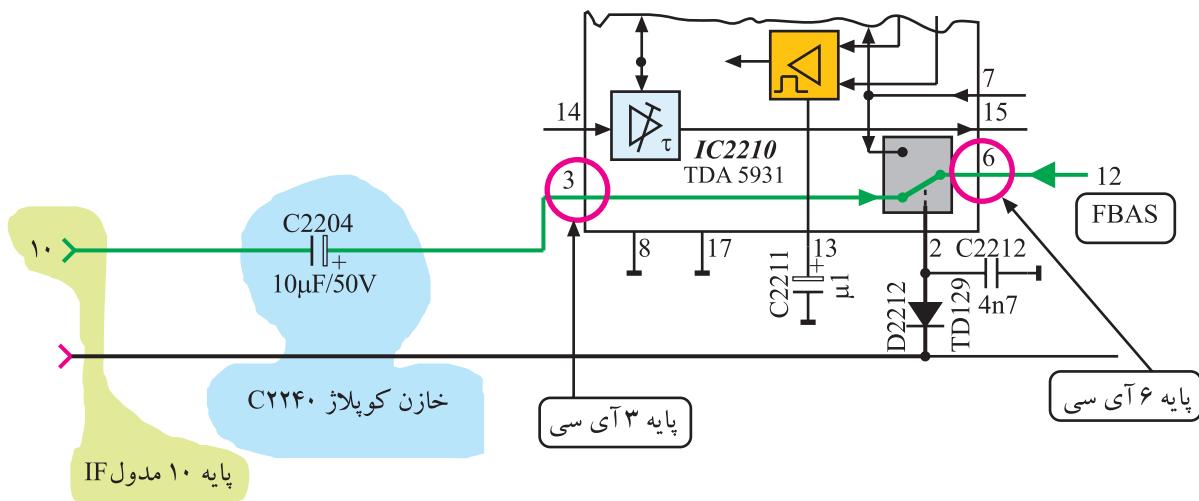 7
14
15
IC2210
TDA 5931
τ
3
6
12
FBAS
۱۰
C2204
+
10µF/50V
8
17
13
2
C2212
4n7
C2211
+
µ1
D2212
TD129
خازن کوپلاژ C۲۲۴۰
پایه ۳ آی سی
پایه ۶ آی سی
پایه ۱۰ مدول IF